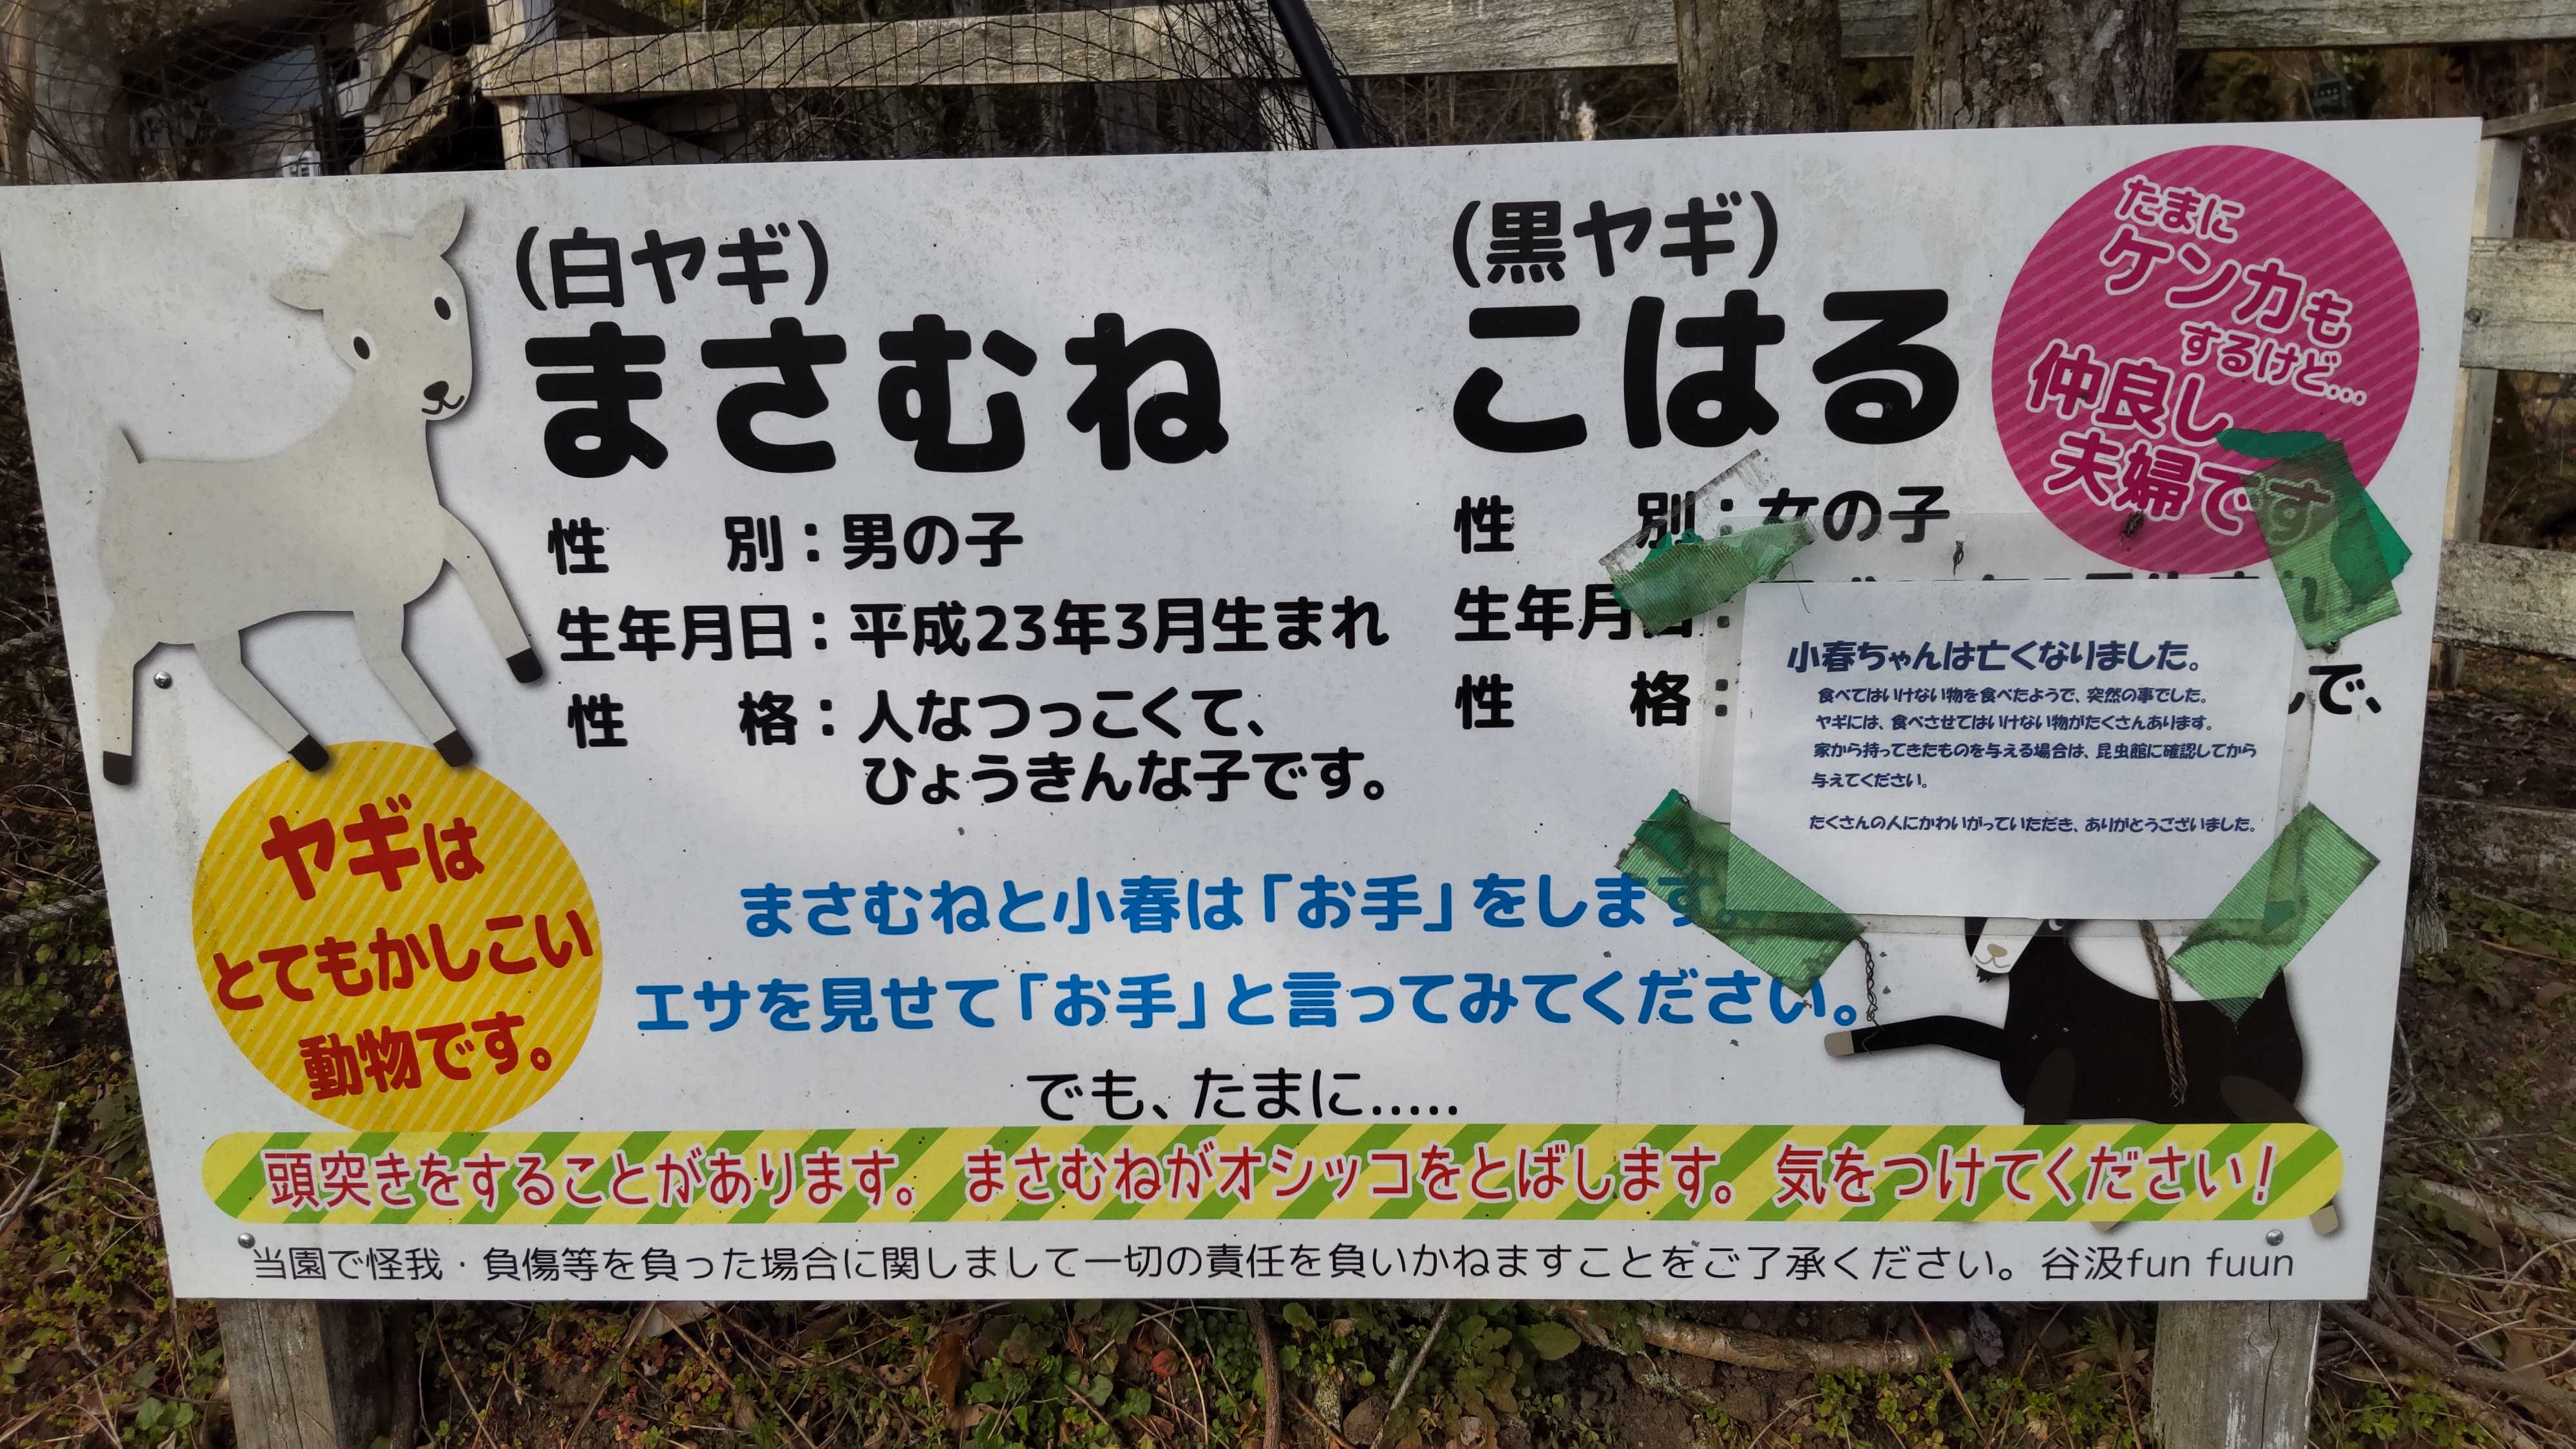 (白ヤギ)
まさむね
性別：男の子
生年月日：平成23年3月生まれ
性格：人なつっこくて、
ひょうきんな子です。
(黒ヤギ)
こはる
性別：女の子
生年月日：
性格：
で、
たまに
ケンカも
するけど...
仲良し
夫婦です
小春ちゃんは亡くなりました。
食べてはいけない物を食べたようで、突然の事でした。
ヤギには、食べさせてはいけない物がたくさんあります。
家から持ってきたものを与える場合は、昆虫館に確認してから
与えてください。
たくさんの人にかわいがっていただき、ありがとうございました。
ヤギは
とてもかしこい
動物です。
まさむねと小春は「お手」をします。
エサを見せて「お手」と言ってみてください。
でも、たまに.....
頭突きをすることがあります。 まさむねがオシッコをとばします。 気をつけてください!
当園で怪我・負傷等を負った場合に関しまして一切の責任を負いかねますことをご了承ください。谷汲fun fuun